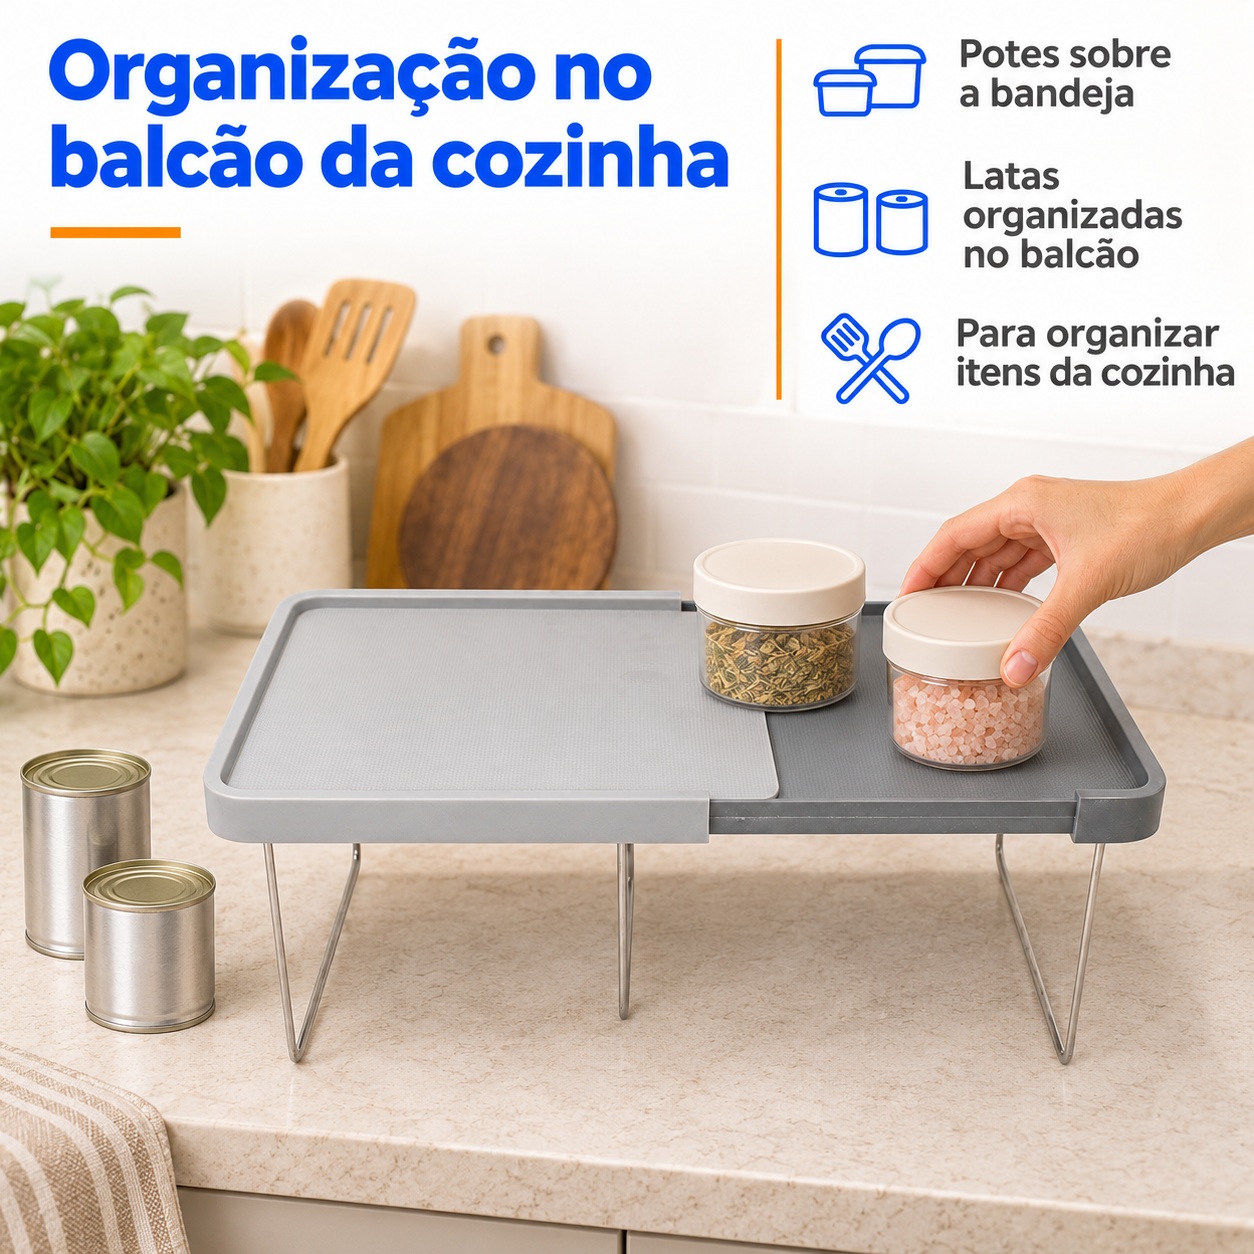 Organização no
balcão da cozinha
Potes sobre
a bandeja
Latas
organizadas
no balcão
Para organizar
itens da cozinha